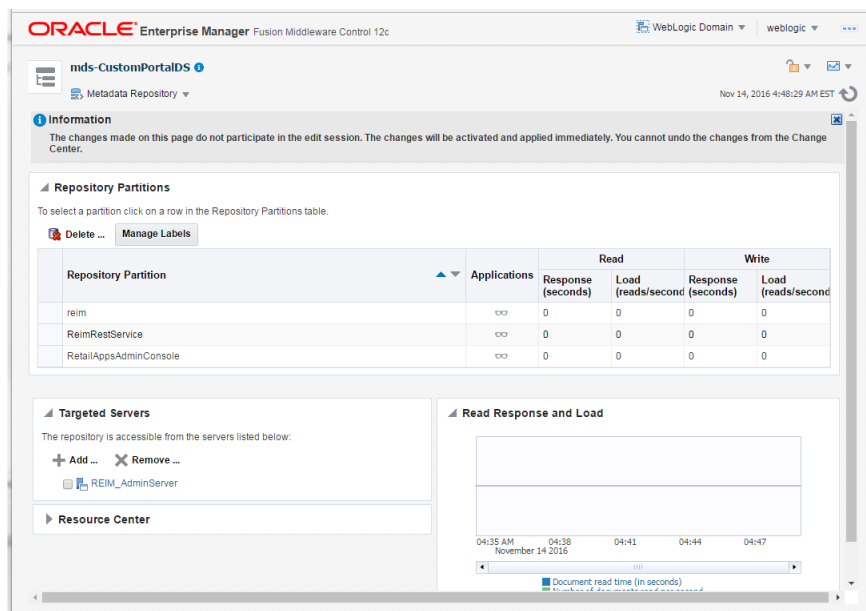 ORACLE Enterprise Manager Fusion Middleware Control 12c
WebLogic Domain
weblogic
mds-CustomPortalDS
Metadata Repository
Nov 14, 2016 4:48:29 AM EST
Information
The changes made on this page do not participate in the edit session. The changes will be activated and applied immediately. You cannot undo the changes from the Change
Center.
Repository Partitions
To select a partition click on a row in the Repository Partitions table.
Delete ... Manage Labels
Read Write
Repository Partition Applications Response (seconds) Load (reads/second Response (seconds) Load (reads/second
reim 0 0 0 0
ReimRestService 0 0 0 0
RetailAppsAdminConsole 0 0 0 0
Targeted Servers
The repository is accessible from the servers listed below:
Add ... Remove ...
REIM_AdminServer
Resource Center
Read Response and Load
04:35 AM 04:38 04:41 04:44 04:47
November 14 2016
Document read time (in seconds)
Number of documents read per second